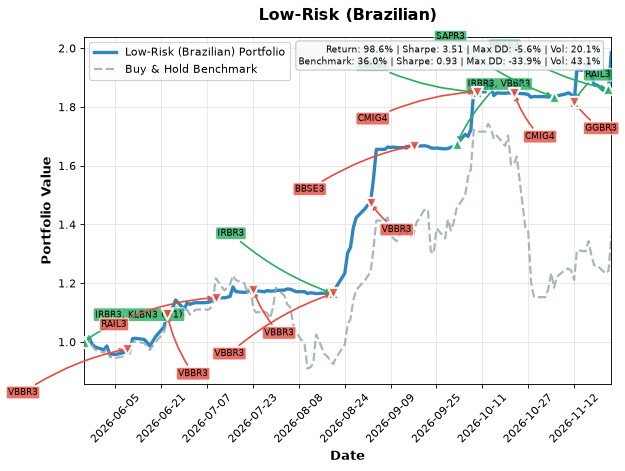 Low-Risk (Brazilian)
SAPR3
Low-Risk (Brazilian) Portfolio
Buy & Hold Benchmark
Return: 98.6% | Sharpe: 3.51 | Max DD: -5.6% | Vol: 20.1%
Benchmark: 36.0% | Sharpe: 0.93 | Max DD: -33.9% | Vol: 43.1%
RAIL3
IRBR3, VBBR3
CMIG4
GGBR3
CMIG4
BBSE3
VBBR3
IRBR3
IRBR3, KLBN3
RAIL3
VBBR3
VBBR3
VBBR3
VBBR3
2.0
1.8
1.6
1.4
1.2
1.0
Portfolio Value
2026-06-05
2026-06-21
2026-07-07
2026-07-23
2026-08-08
2026-08-24
2026-09-09
2026-09-25
2026-10-11
2026-10-27
2026-11-12
Date